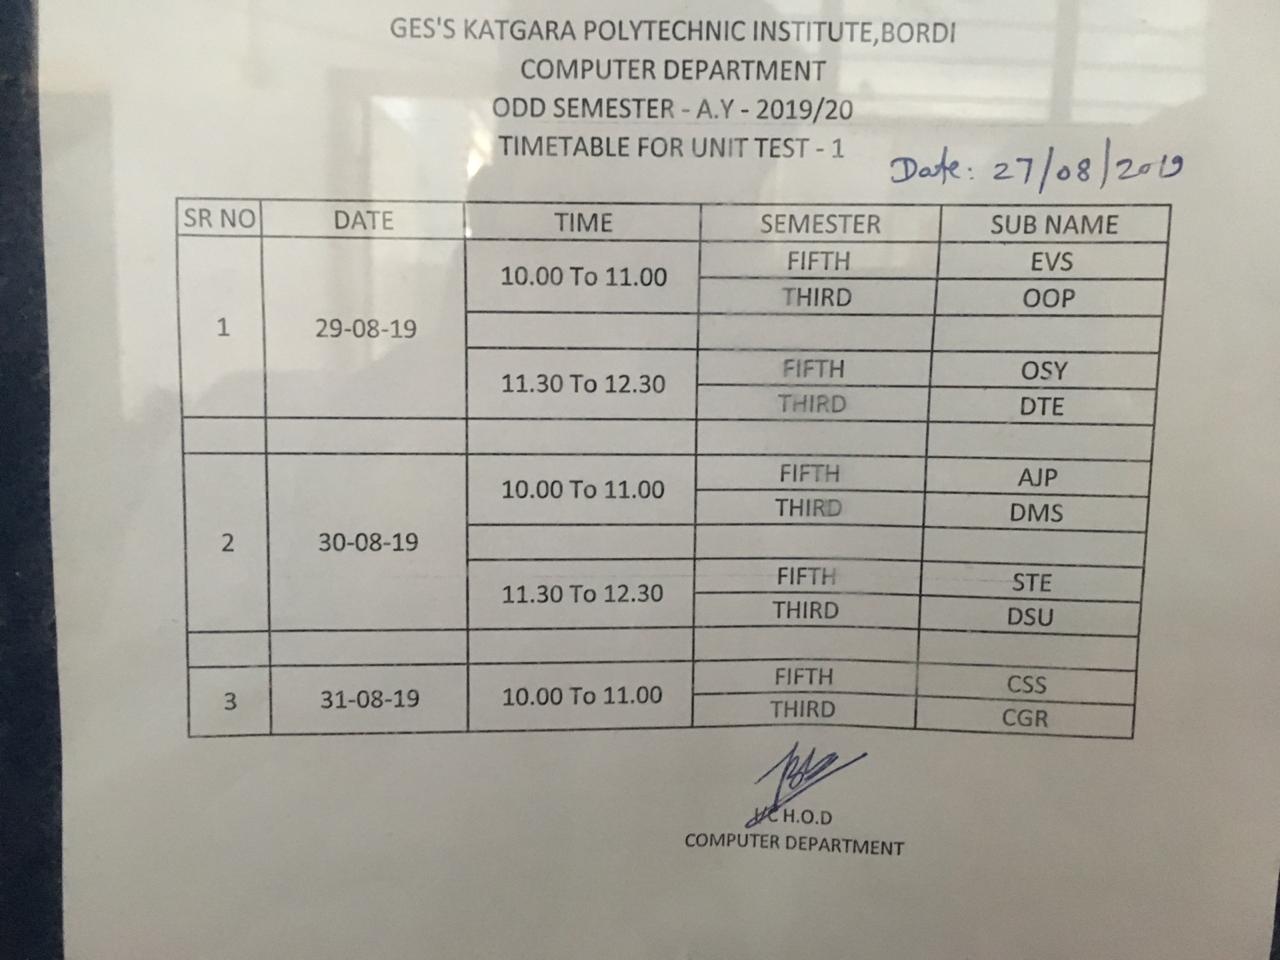 GES'S KATGARA POLYTECHNIC INSTITUTE,BORDI
COMPUTER DEPARTMENT
ODD SEMESTER - A.Y - 2019/20
TIMETABLE FOR UNIT TEST - 1
Date: 27/08/2019
SR NO DATE TIME SEMESTER SUB NAME
1 29-08-19 10.00 To 11.00 FIFTH EVS
THIRD OOP
11.30 To 12.30 FIFTH OSY
THIRD DTE
2 30-08-19 10.00 To 11.00 FIFTH AJP
THIRD DMS
11.30 To 12.30 FIFTH STE
THIRD DSU
3 31-08-19 10.00 To 11.00 FIFTH CSS
THIRD CGR
H.O.D
COMPUTER DEPARTMENT